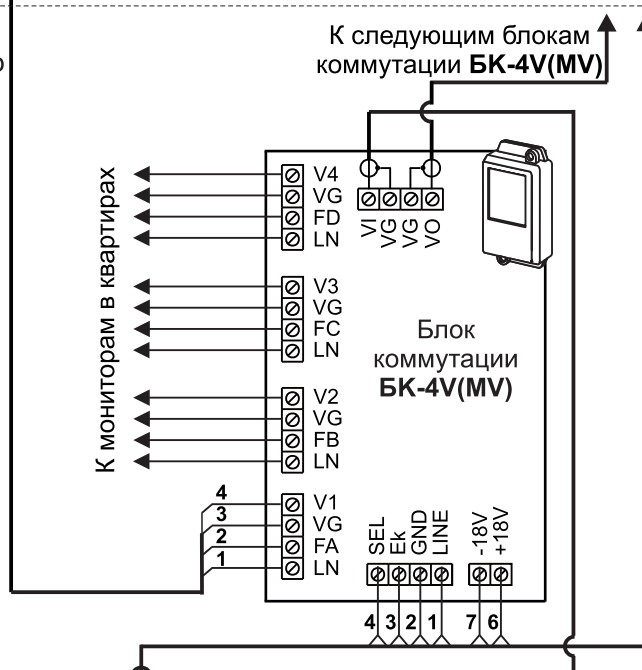 К следующим блокам
коммутации БК-4V(MV)
К мониторам в квартирах
V4
VG
FD
LN
VI
VG
VG
VO
V3
VG
FC
LN
Блок
коммутации
БК-4V(MV)
V2
VG
FB
LN
4
3
2
1
V1
VG
FA
LN
SEL
Ek
GND
LINE
-18V
+18V
4 3 2 1 7 6